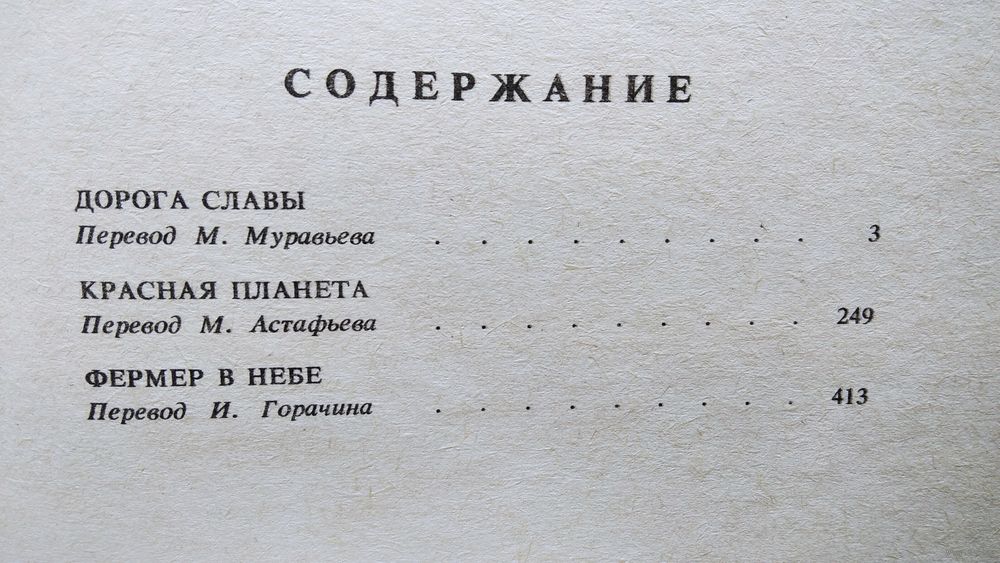 СОДЕРЖАНИЕ
ДОРОГА СЛАВЫ
Перевод М. Муравьева . . . . . . . . . 3
КРАСНАЯ ПЛАНЕТА
Перевод М. Астафьева . . . . . . . . . 249
ФЕРМЕР В НЕБЕ
Перевод И. Горачина . . . . . . . . . 413